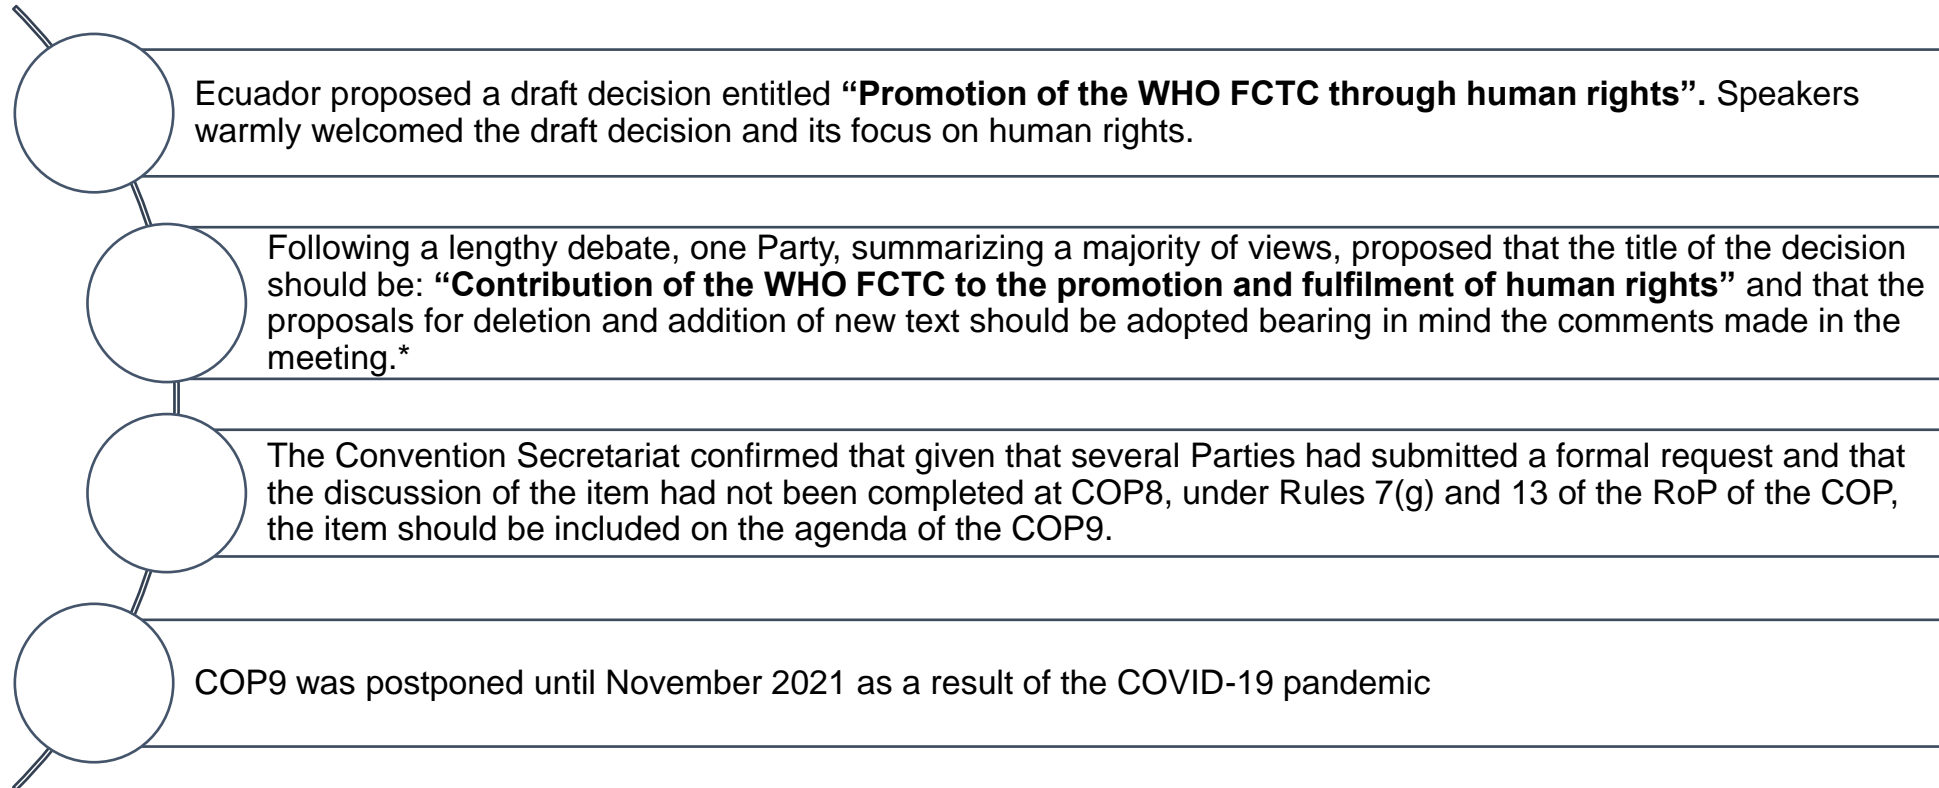 Ecuador proposed a draft decision entitled “Promotion of the WHO FCTC through human rights”. Speakers
warmly welcomed the draft decision and its focus on human rights.
Following a lengthy debate, one Party, summarizing a majority of views, proposed that the title of the decision
should be: “Contribution of the WHO FCTC to the promotion and fulfilment of human rights” and that the
proposals for deletion and addition of new text should be adopted bearing in mind the comments made in the
meeting.*
The Convention Secretariat confirmed that given that several Parties had submitted a formal request and that
the discussion of the item had not been completed at COP8, under Rules 7(g) and 13 of the RoP of the COP,
the item should be included on the agenda of the COP9.
COP9 was postponed until November 2021 as a result of the COVID-19 pandemic